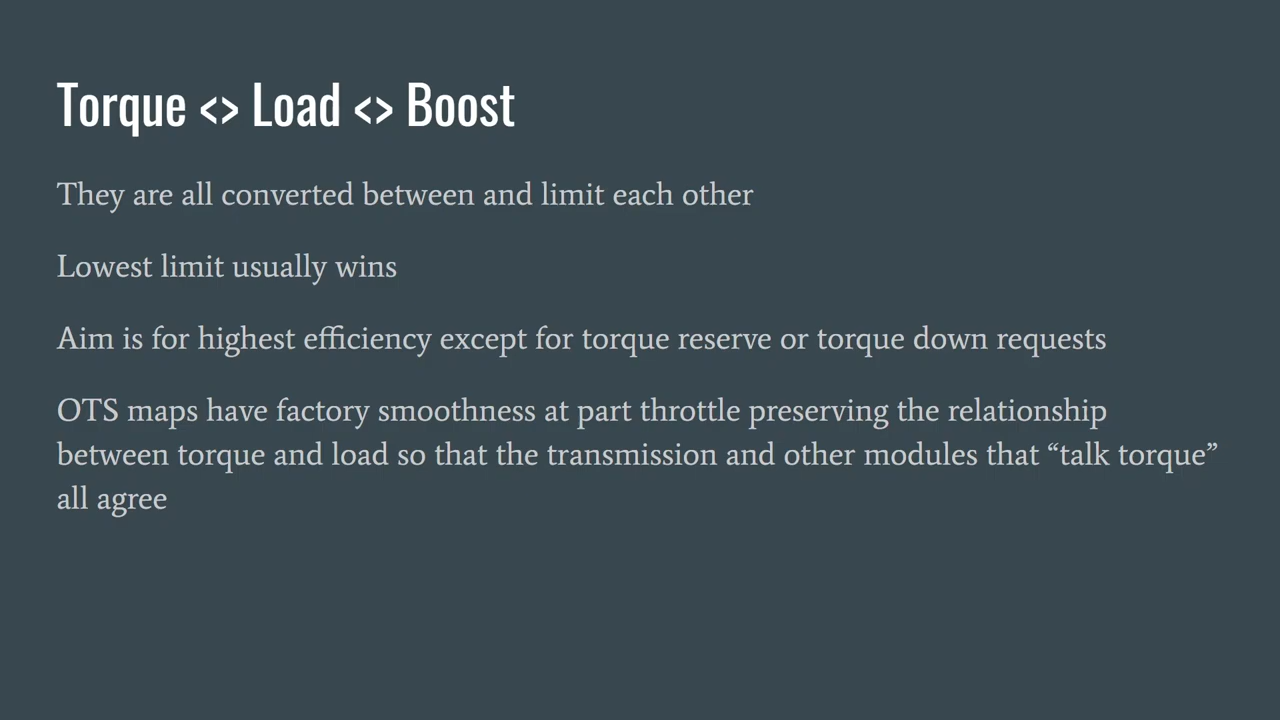 Torque <> Load <> Boost
They are all converted between and limit each other
Lowest limit usually wins
Aim is for highest efficiency except for torque reserve or torque down requests
OTS maps have factory smoothness at part throttle preserving the relationship
between torque and load so that the transmission and other modules that “talk torque”
all agree